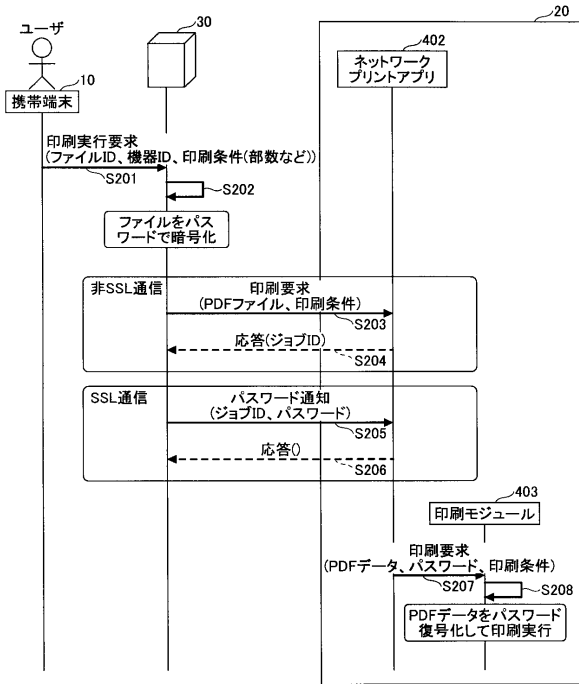 20
ユーザ
30
402
ネットワーク
プリントアプリ
10
携帯端末
印刷実行要求
(ファイルID、機器ID、印刷条件(部数など))
S201
S202
ファイルをパス
ワードで暗号化
非SSL通信
印刷要求
(PDFファイル、印刷条件)
S203
応答(ジョブID)
S204
SSL通信
パスワード通知
(ジョブID、パスワード)
S205
応答()
S206
403
印刷モジュール
印刷要求
(PDFデータ、パスワード、印刷条件)
S207
S208
PDFデータをパスワード
復号化して印刷実行